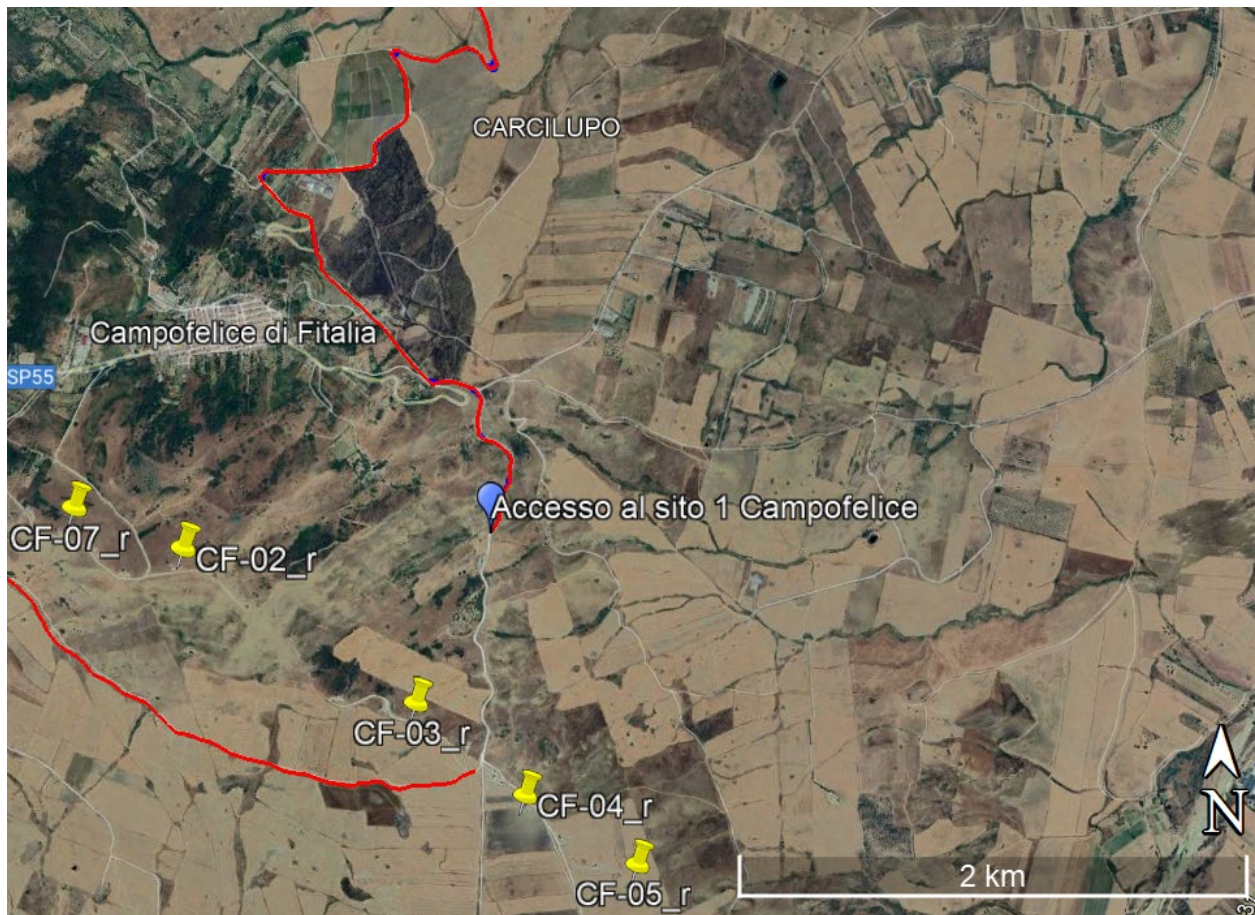 CARCILUPO
Campofelice di Fitalia
SP55
Accesso al sito 1 Campofelice
CF-07_r
CF-02_r
CF-03_r
CF-04_r
CF-05_r
N
2 km